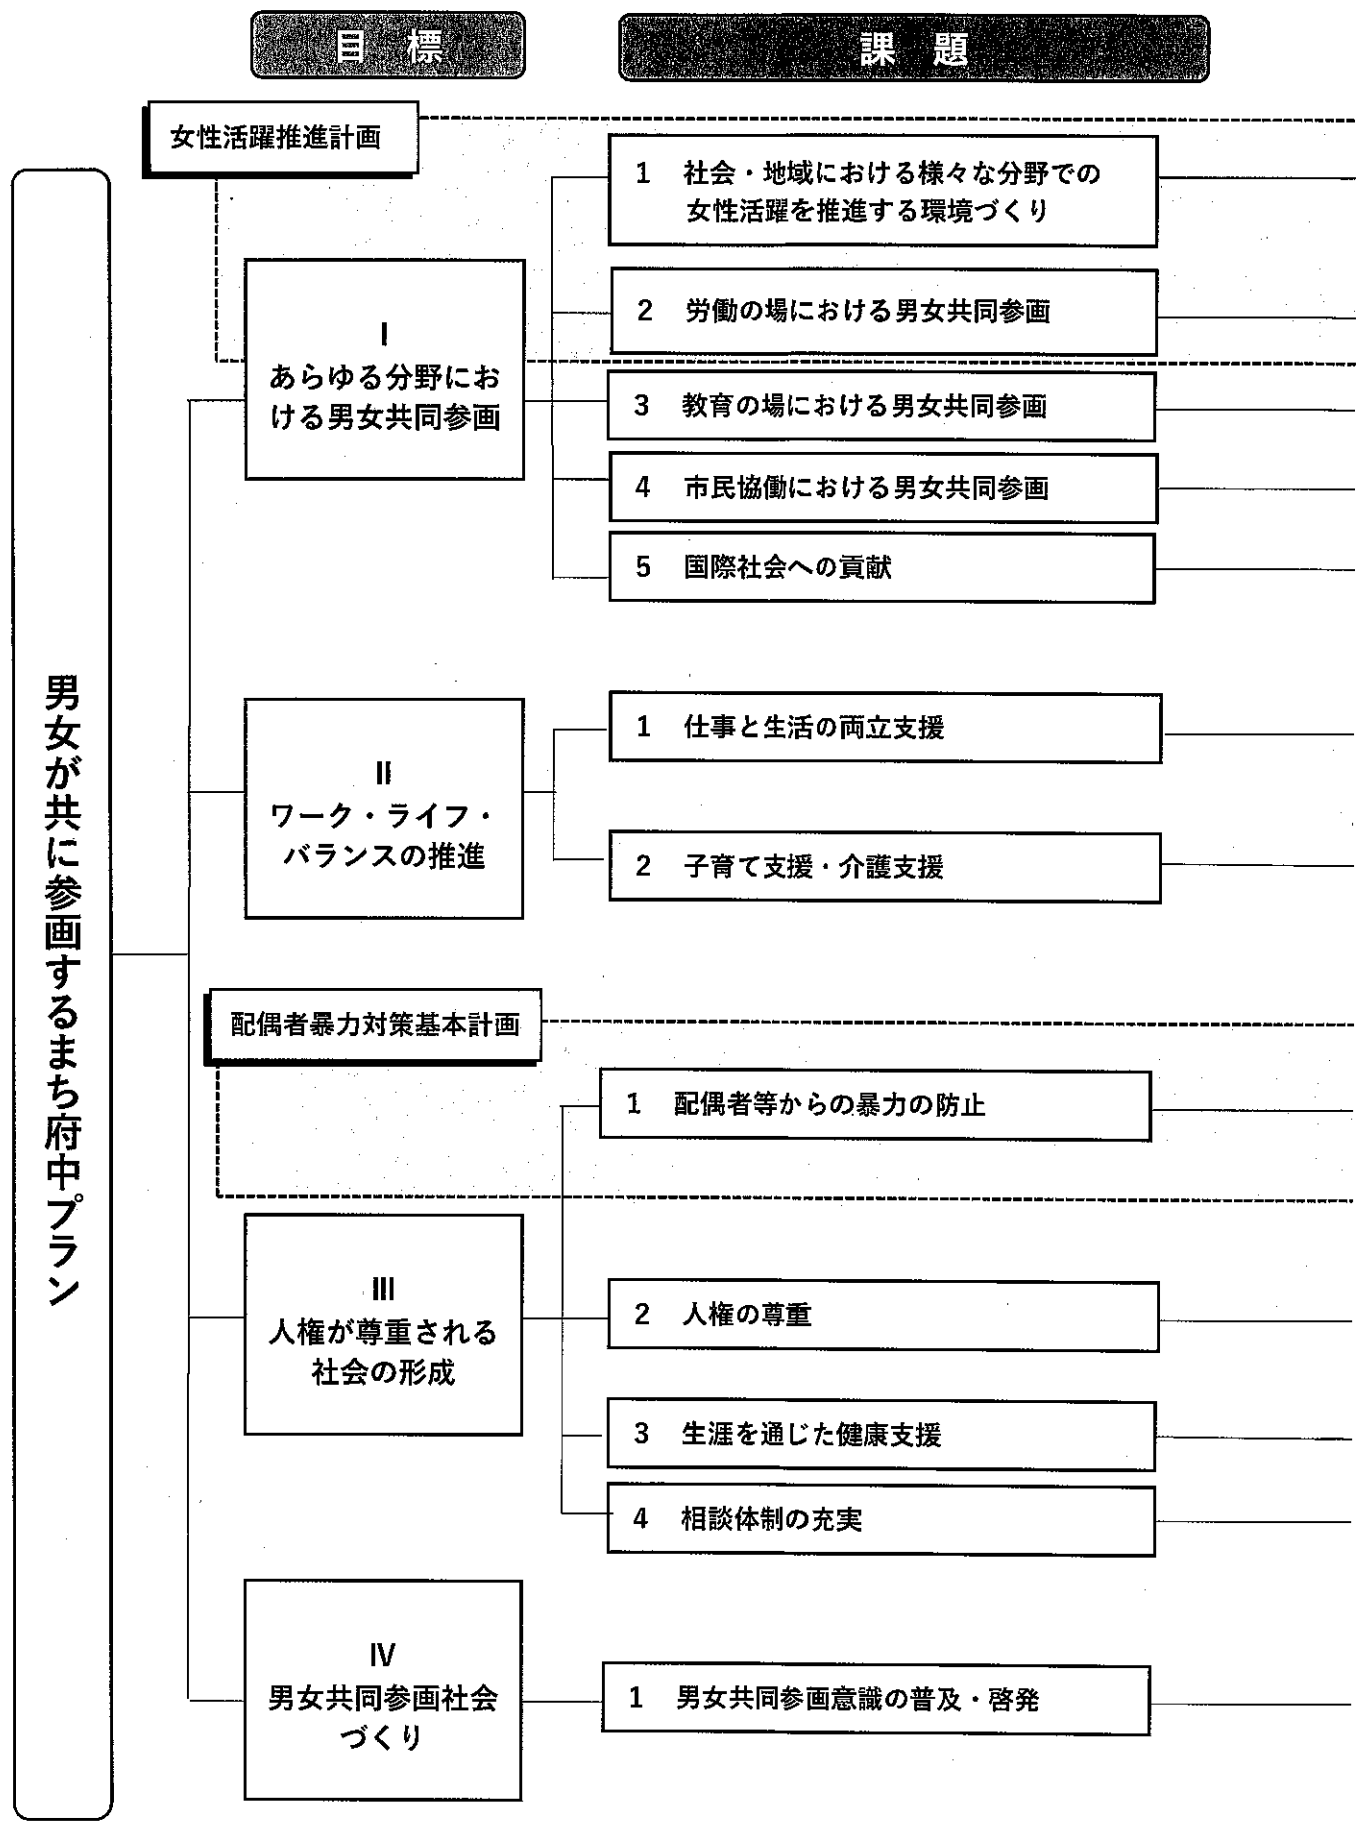 目 標
課 題
男女が共に参画するまち府中プラン
女性活躍推進計画
Ⅰ
あらゆる分野にお
ける男女共同参画
1 社会・地域における様々な分野での
女性活躍を推進する環境づくり
2 労働の場における男女共同参画
3 教育の場における男女共同参画
4 市民協働における男女共同参画
5 国際社会への貢献
Ⅱ
ワーク・ライフ・
バランスの推進
1 仕事と生活の両立支援
2 子育て支援・介護支援
配偶者暴力対策基本計画
Ⅲ
人権が尊重される
社会の形成
1 配偶者等からの暴力の防止
2 人権の尊重
3 生涯を通じた健康支援
4 相談体制の充実
Ⅳ
男女共同参画社会
づくり
1 男女共同参画意識の普及・啓発